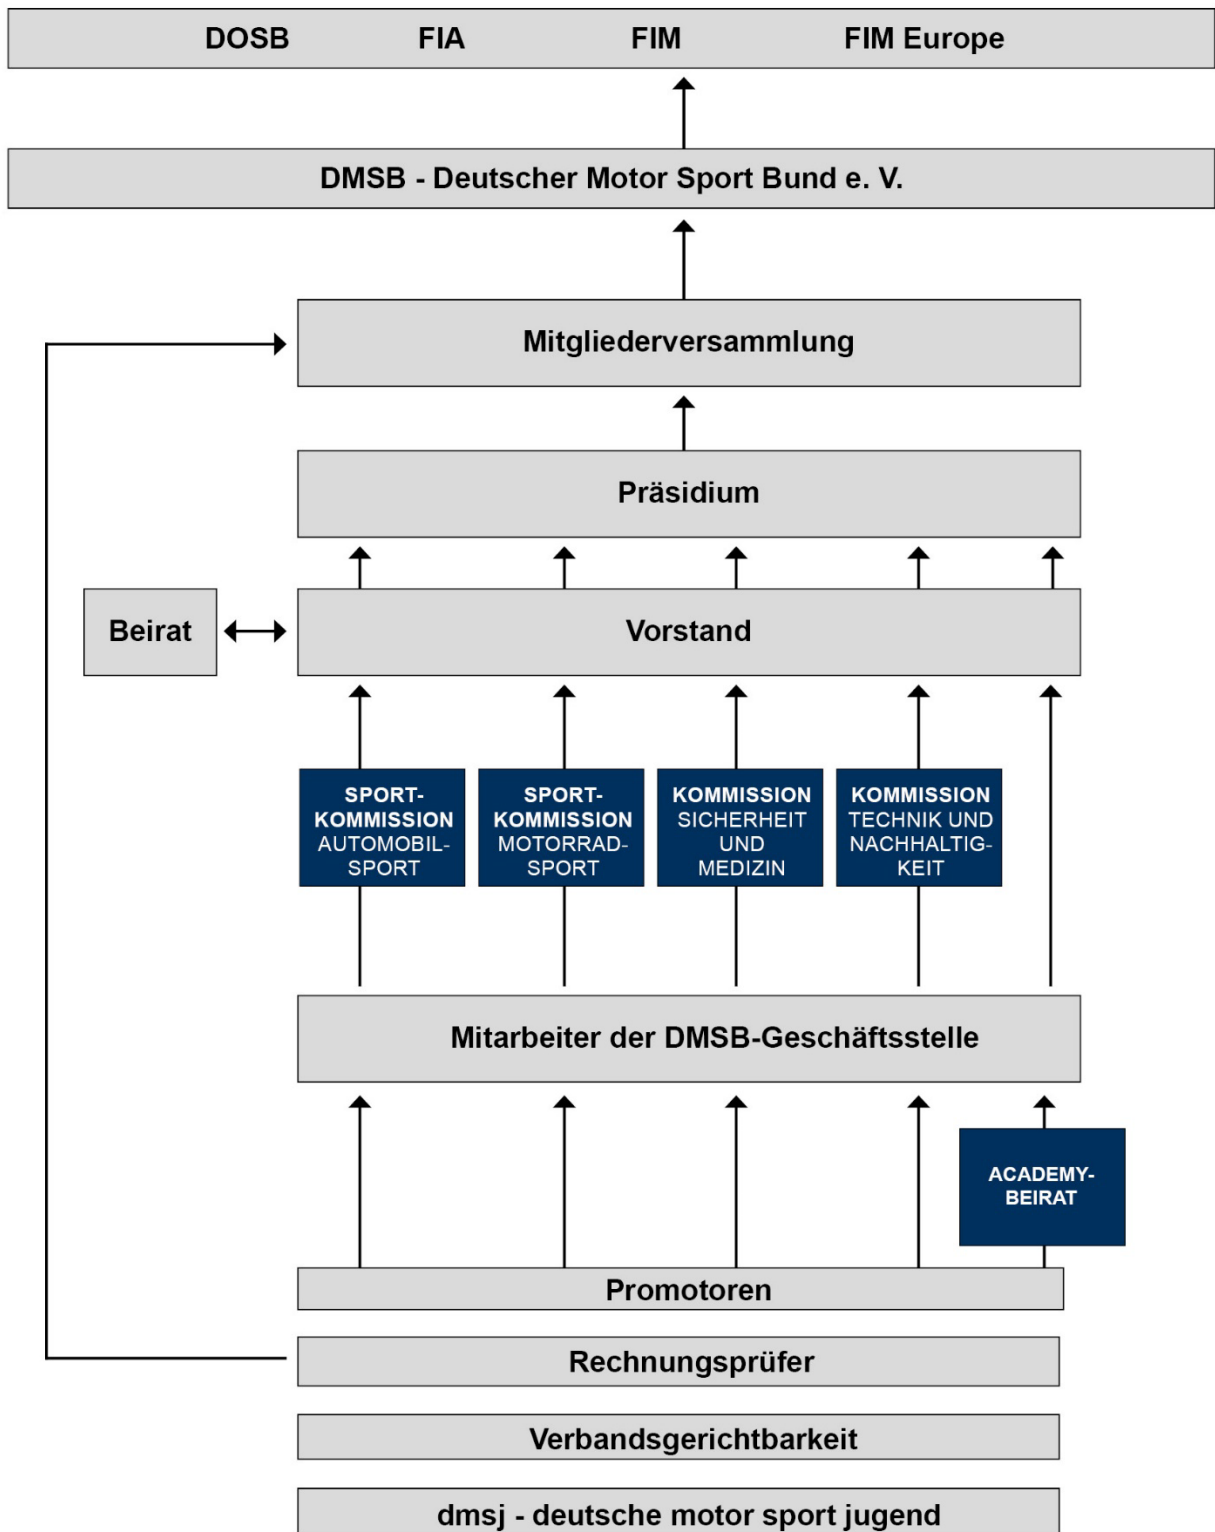 DOSB FIA FIM FIM Europe
DMSB - Deutscher Motor Sport Bund e. V.
Mitgliederversammlung
Präsidium
Beirat
Vorstand
SPORT-
KOMMISSION
AUTOMOBIL-
SPORT
SPORT-
KOMMISSION
MOTORRAD-
SPORT
KOMMISSION
SICHERHEIT
UND
MEDIZIN
KOMMISSION
TECHNIK UND
NACHHALTIG-
KEIT
Mitarbeiter der DMSB-Geschäftsstelle
ACADEMY-
BEIRAT
Promotoren
Rechnungsprüfer
Verbandsgerichtbarkeit
dmsj - deutsche motor sport jugend